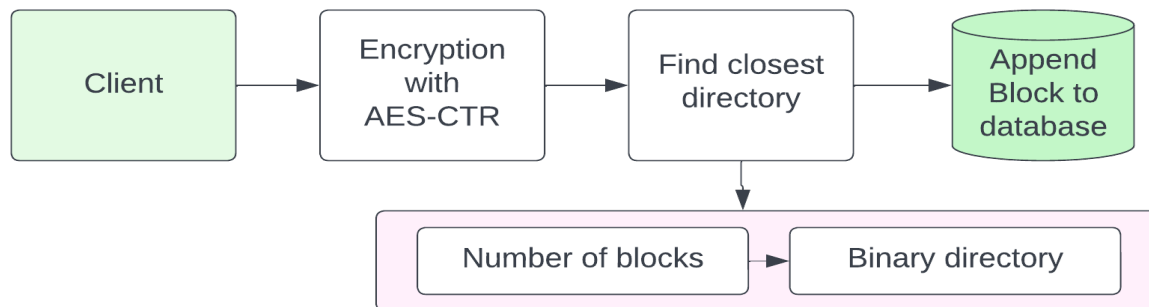 Client
Encryption
with
AES-CTR
Find closest
directory
Append
Block to
database
Number of blocks
Binary directory